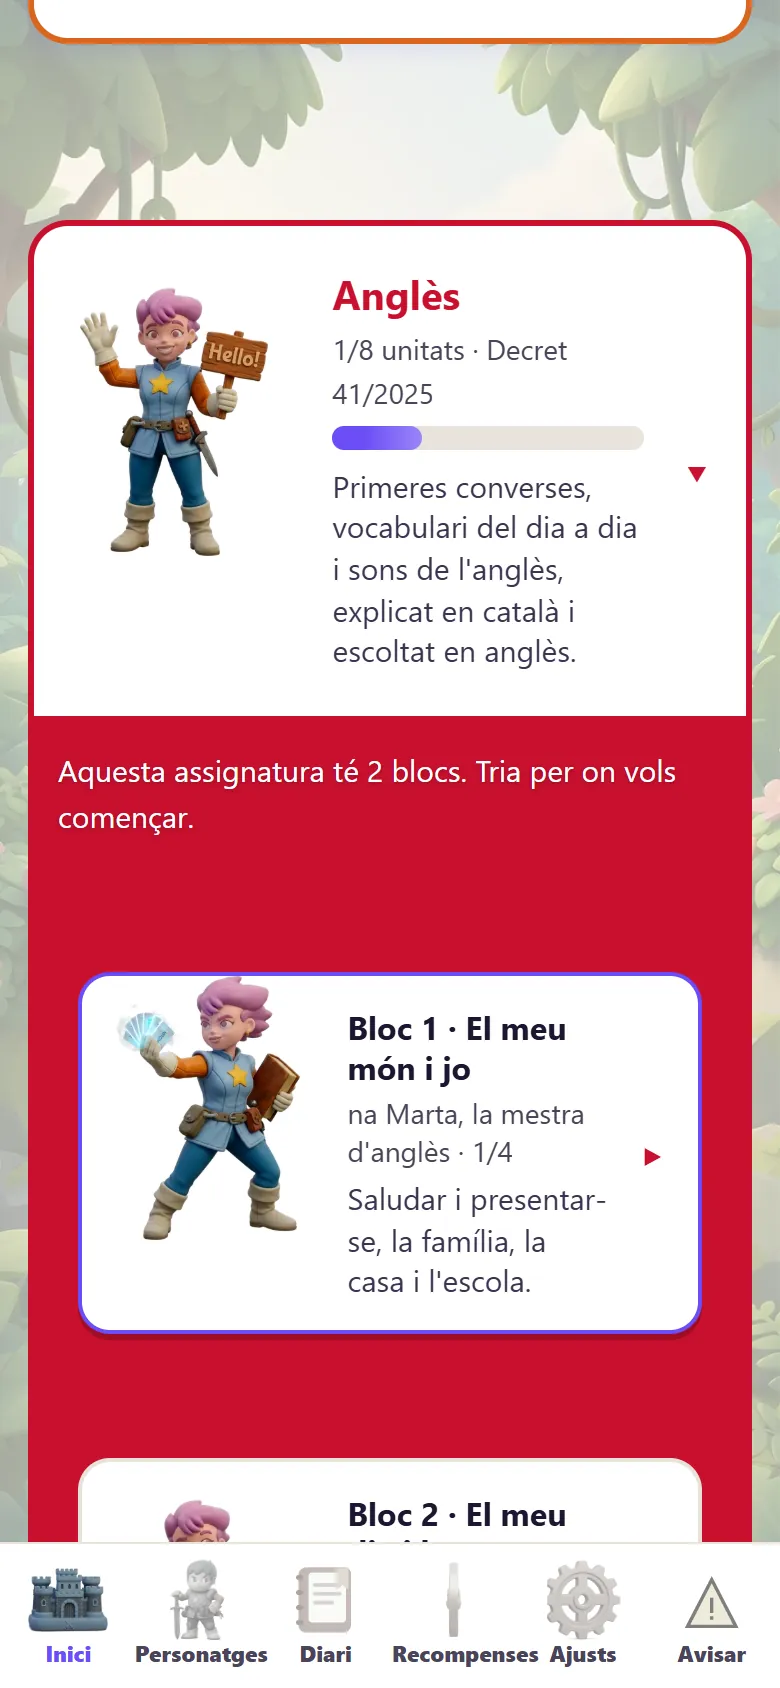 Hello!
Anglès
1/8 unitats · Decret
41/2025
Primeres converses,
vocabulari del dia a dia
i sons de l'anglès,
explicat en català i
escoltat en anglès.
Aquesta assignatura té 2 blocs. Tria per on vols
començar.
Bloc 1 · El meu
món i jo
na Marta, la mestra
d'anglès · 1/4
Saludar i presentar-
se, la família, la
casa i l'escola.
Bloc 2 · El meu
Inici
Personatges
Diari
Recompenses
Ajusts
Avisar